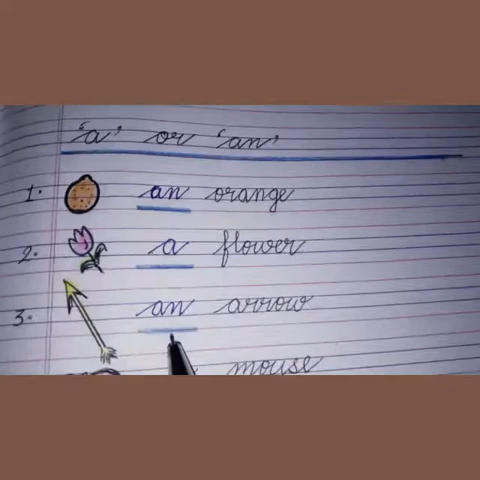 'a' or 'an'
1. an orange
2. a flower
3. an arrow
mouse